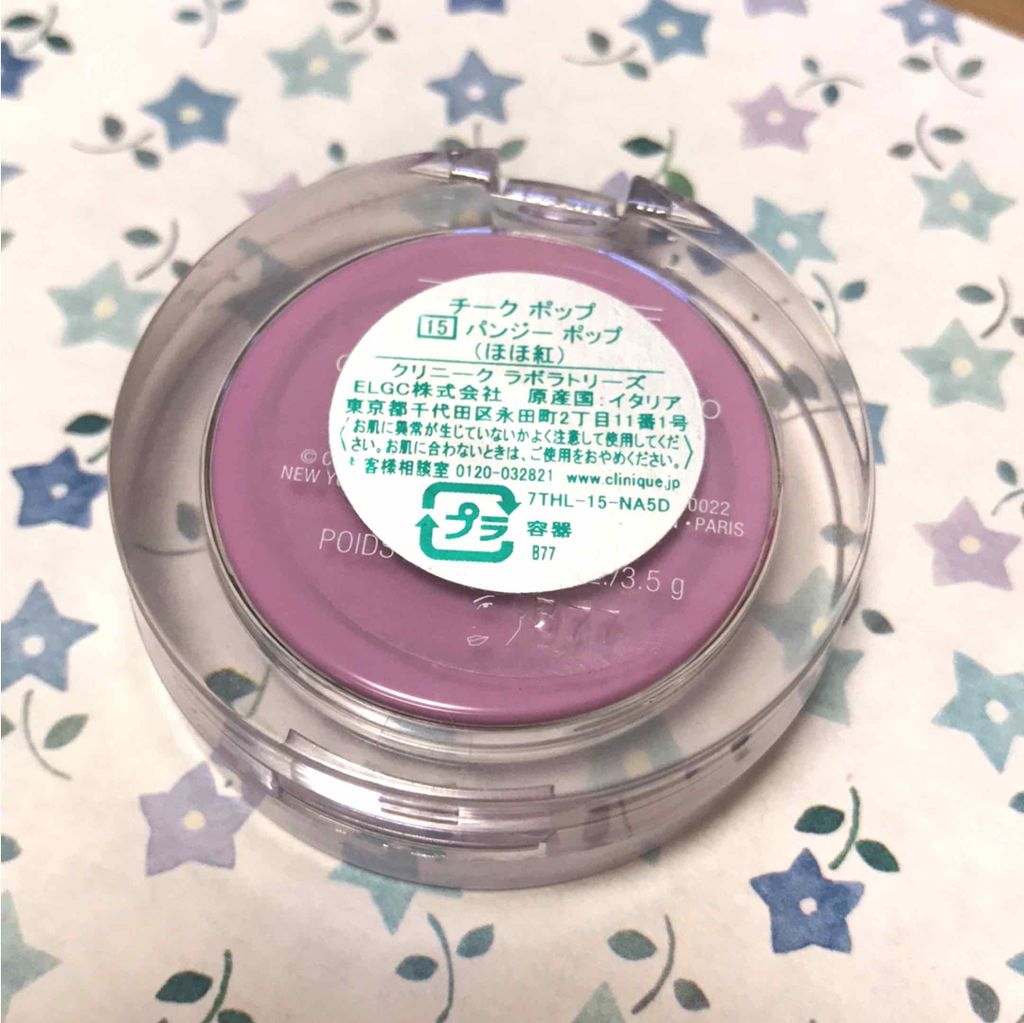 チーク ポップ
15 パンジー ポップ
(ほほ紅)
クリニーク ラボラトリーズ
ELGC株式会社 原産国:イタリア
東京都千代田区永田町2丁目11番1号
お肌に異常が生じていないかよく注意して使用してくだ
さい。お肌に合わないときは、ご使用をおやめください。
客様相談室 0120-032821 www.clinique.jp
7THL-15-NA5D
プラ 容器
B77
©
NEW 0022
• PARIS
POIDS /3.5 g